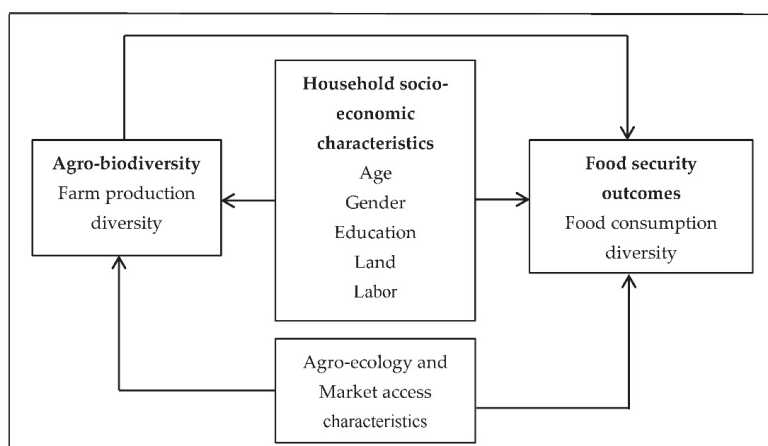 Household socio-
economic
characteristics
Age
Gender
Education
Land
Labor
Agro-biodiversity
Farm production
diversity
Food security
outcomes
Food consumption
diversity
Agro-ecology and
Market access
characteristics